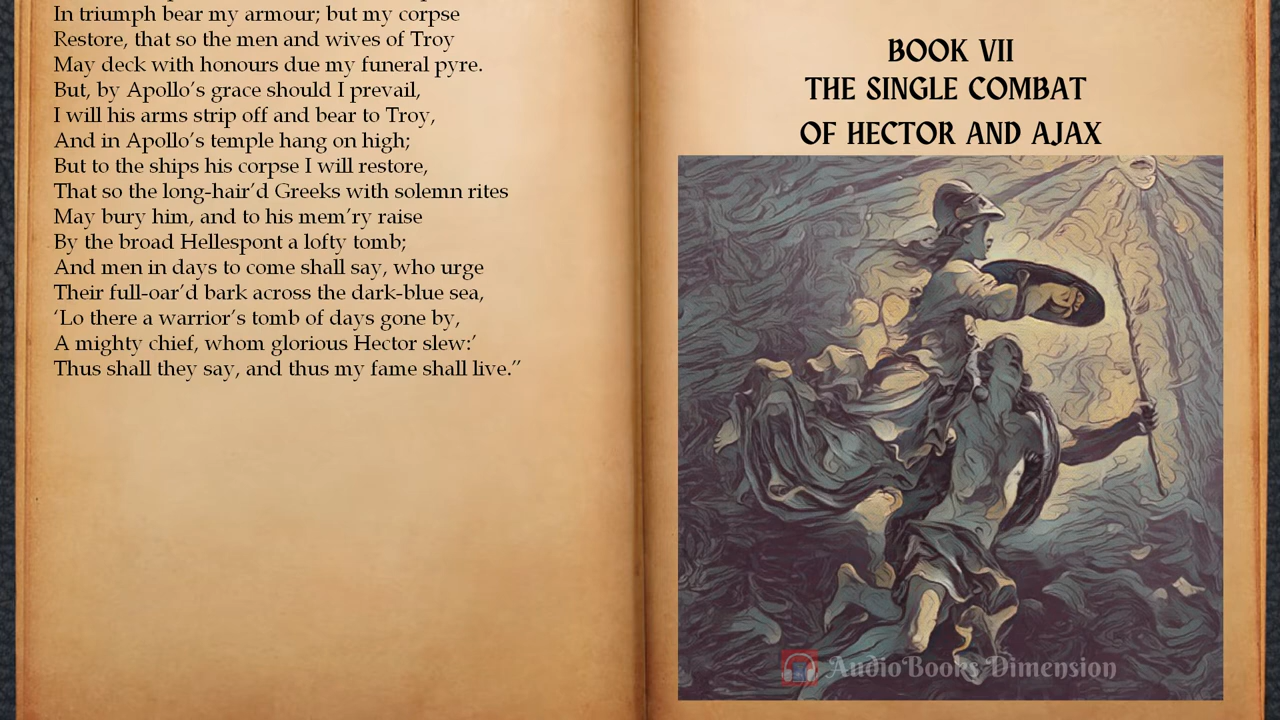 In triumph bear my armour; but my corpse
Restore, that so the men and wives of Troy
May deck with honours due my funeral pyre.
But, by Apollo’s grace should I prevail,
I will his arms strip off and bear to Troy,
And in Apollo’s temple hang on high;
But to the ships his corpse I will restore,
That so the long-hair’d Greeks with solemn rites
May bury him, and to his mem’ry raise
By the broad Hellespont a lofty tomb;
And men in days to come shall say, who urge
Their full-oar’d bark across the dark-blue sea,
‘Lo there a warrior’s tomb of days gone by,
A mighty chief, whom glorious Hector slew:’
Thus shall they say, and thus my fame shall live.”
BOOK VII
THE SINGLE COMBAT
OF HECTOR AND AJAX
AudioBooks Dimension